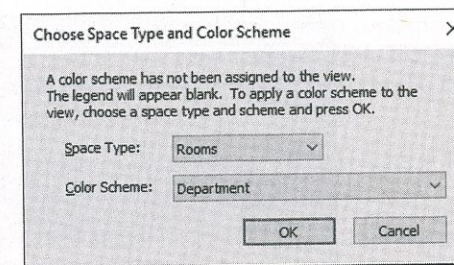 Choose Space Type and Color Scheme
A color scheme has not been assigned to the view.
The legend will appear blank. To apply a color scheme to the
view, choose a space type and scheme and press OK.
Space Type: Rooms
Color Scheme: Department
OK Cancel